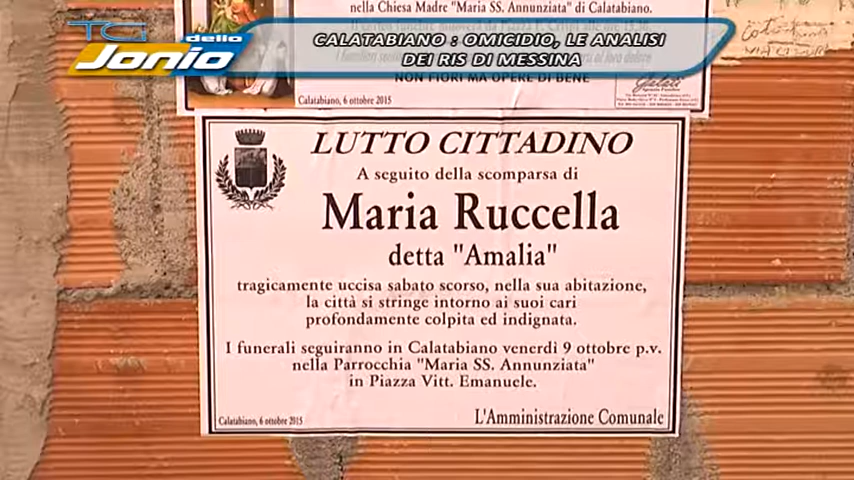 nella Chiesa Madre "Maria SS. Annunziata" di Calatabiano.
TG dello Jonio
CALATABIANO : OMICIDIO, LE ANALISI
DEI RIS DI MESSINA
NON FIORI MA OPERE DI BENE
Calatabiano, 6 ottobre 2015
LUTTO CITTADINO
A seguito della scomparsa di
Maria Ruccella
detta "Amalia"
tragicamente uccisa sabato scorso, nella sua abitazione,
la città si stringe intorno ai suoi cari
profondamente colpita ed indignata.
I funerali seguiranno in Calatabiano venerdì 9 ottobre p.v.
nella Parrocchia "Maria SS. Annunziata"
in Piazza Vitt. Emanuele.
Calatabiano, 6 ottobre 2015
L'Amministrazione Comunale